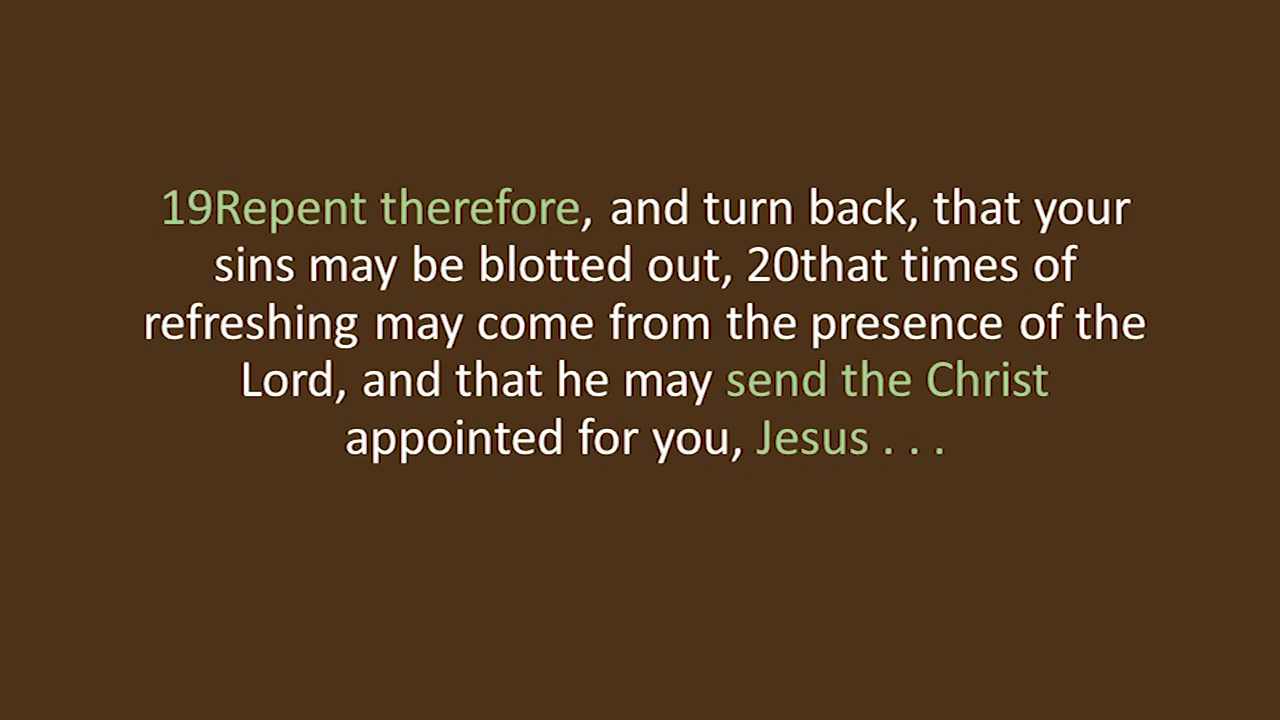 19Repent therefore, and turn back, that your
sins may be blotted out, 20that times of
refreshing may come from the presence of the
Lord, and that he may send the Christ
appointed for you, Jesus . . .